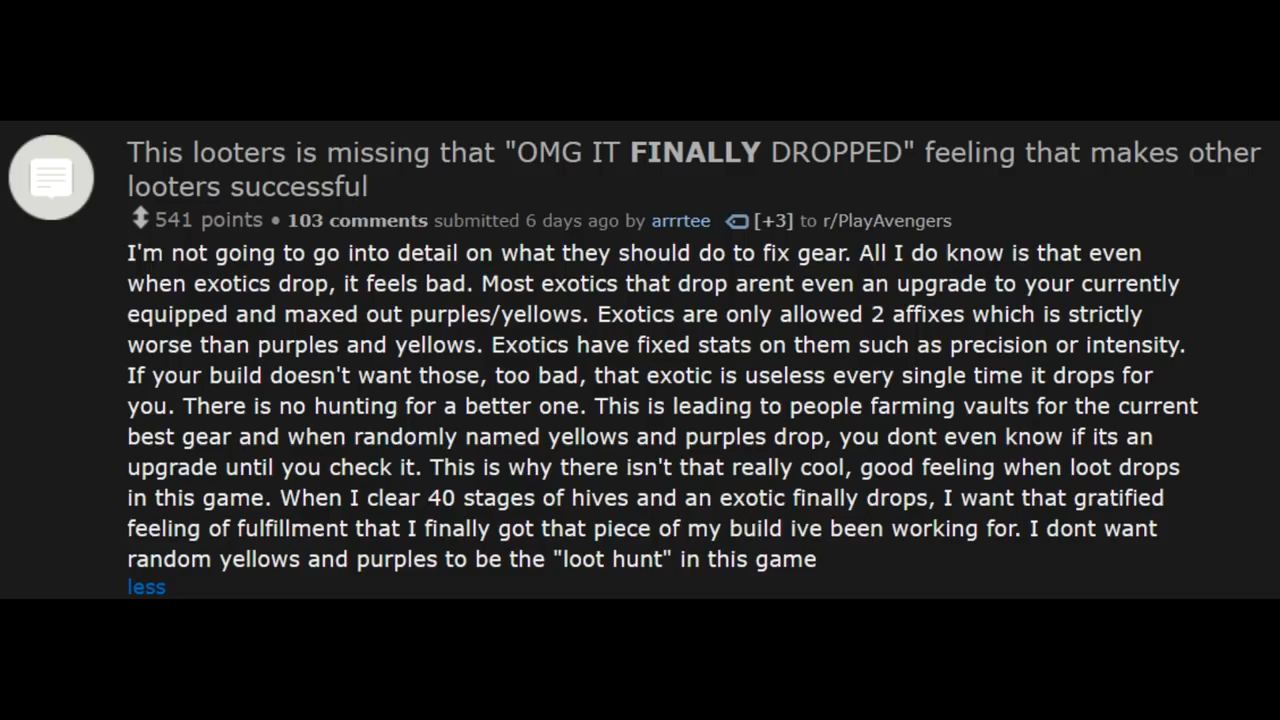 This looters is missing that "OMG IT FINALLY DROPPED" feeling that makes other
looters successful
541 points • 103 comments submitted 6 days ago by arrrtee [+3] to r/PlayAvengers
I'm not going to go into detail on what they should do to fix gear. All I do know is that even
when exotics drop, it feels bad. Most exotics that drop arent even an upgrade to your currently
equipped and maxed out purples/yellows. Exotics are only allowed 2 affixes which is strictly
worse than purples and yellows. Exotics have fixed stats on them such as precision or intensity.
If your build doesn't want those, too bad, that exotic is useless every single time it drops for
you. There is no hunting for a better one. This is leading to people farming vaults for the current
best gear and when randomly named yellows and purples drop, you dont even know if its an
upgrade until you check it. This is why there isn't that really cool, good feeling when loot drops
in this game. When I clear 40 stages of hives and an exotic finally drops, I want that gratified
feeling of fulfillment that I finally got that piece of my build ive been working for. I dont want
random yellows and purples to be the "loot hunt" in this game
less